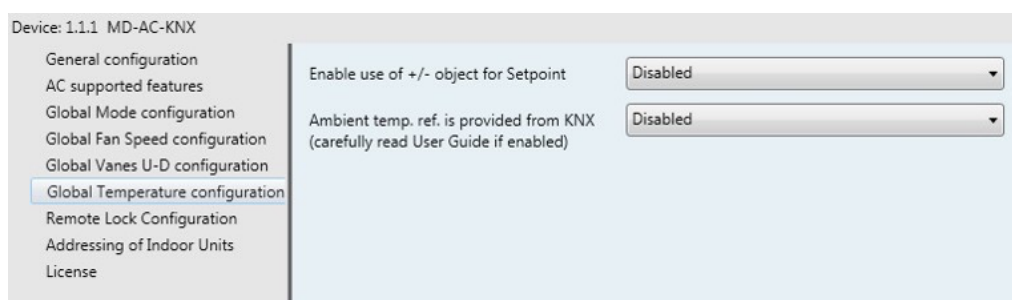 Device: 1.1.1 MD-AC-KNX
General configuration
AC supported features
Global Mode configuration
Global Fan Speed configuration
Global Vanes U-D configuration
Global Temperature configuration
Remote Lock Configuration
Addressing of Indoor Units
License
Enable use of +/- object for Setpoint
Disabled
Ambient temp. ref. is provided from KNX
(carefully read User Guide if enabled)
Disabled